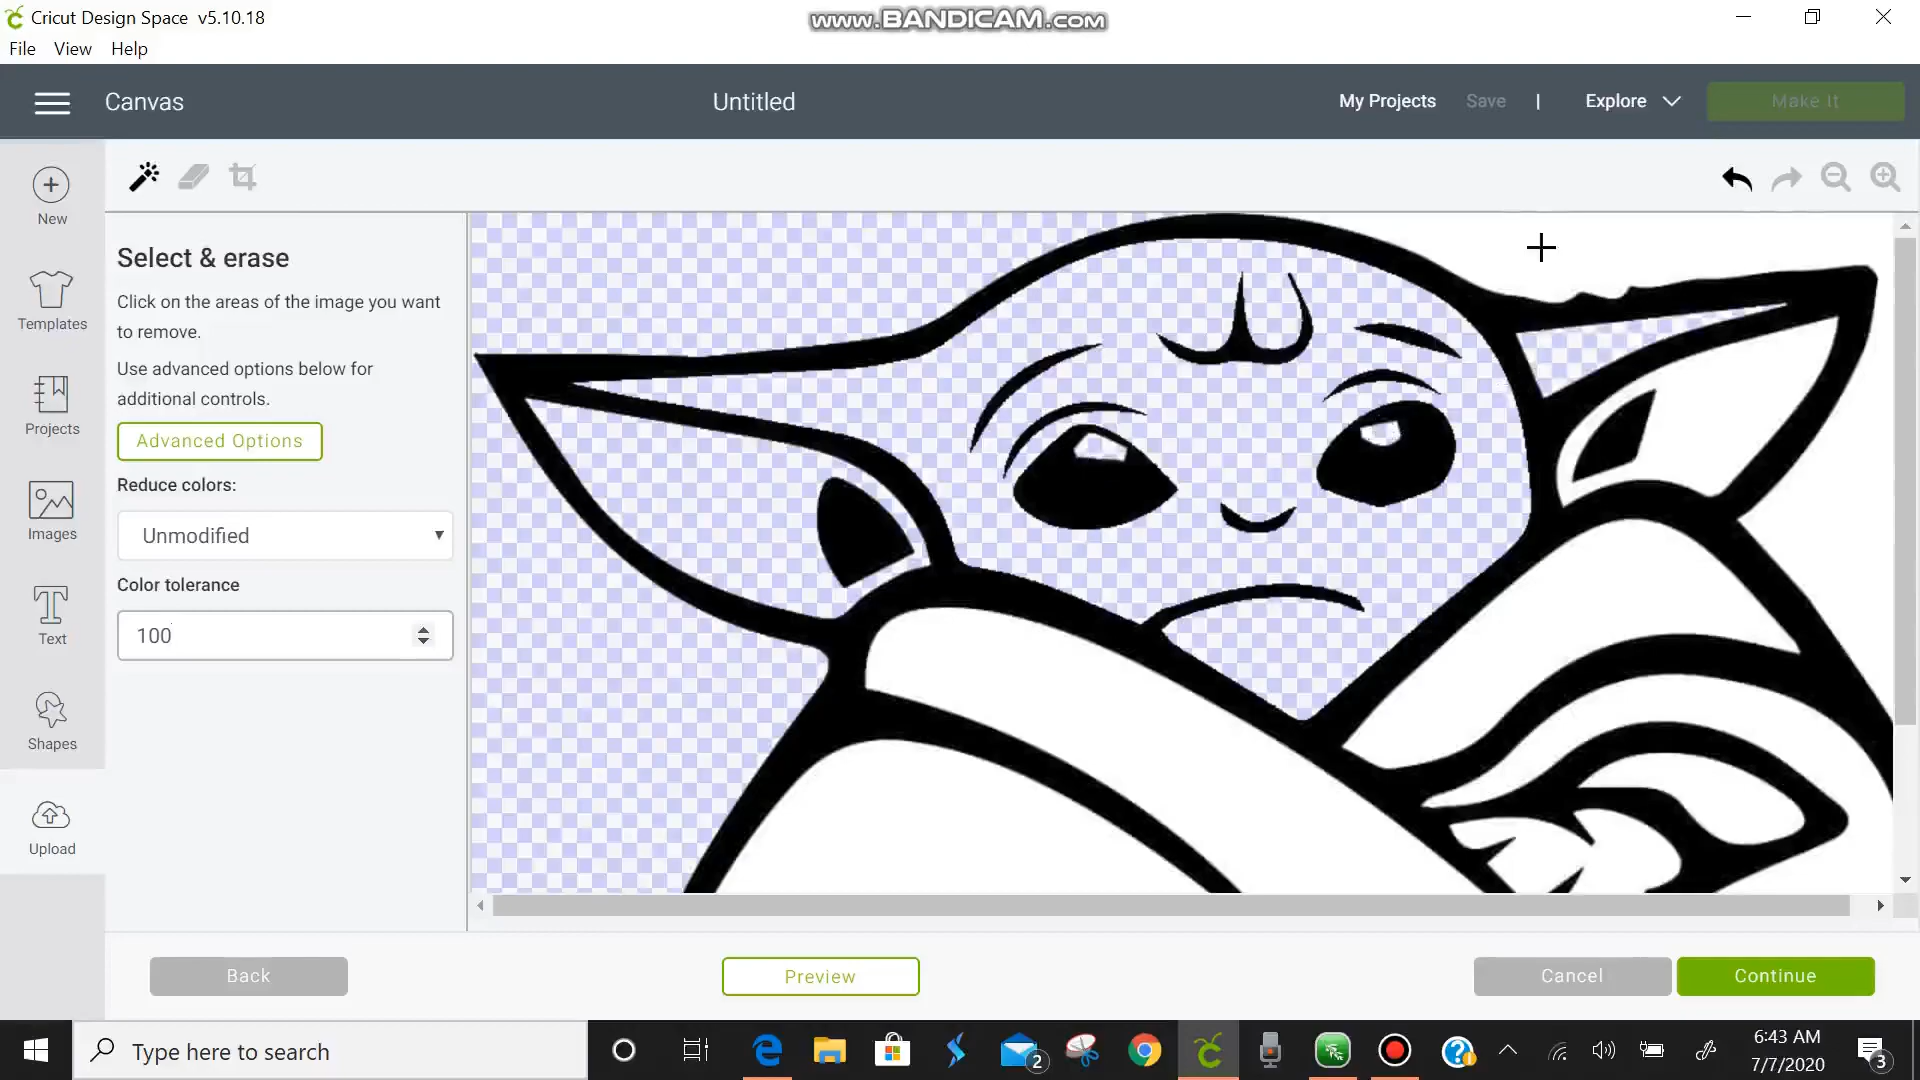 Cricut Design Space v5.10.18
www.BANDICAM.com
File View Help
Canvas
Untitled
My Projects Save | Explore Make It
New
Templates
Projects
Images
Text
Shapes
Upload
Select & erase
Click on the areas of the image you want
to remove.
Use advanced options below for
additional controls.
Advanced Options
Reduce colors:
Unmodified
Color tolerance
100
Back
Preview
Cancel
Continue
Type here to search
2
6:43 AM
7/7/2020
3